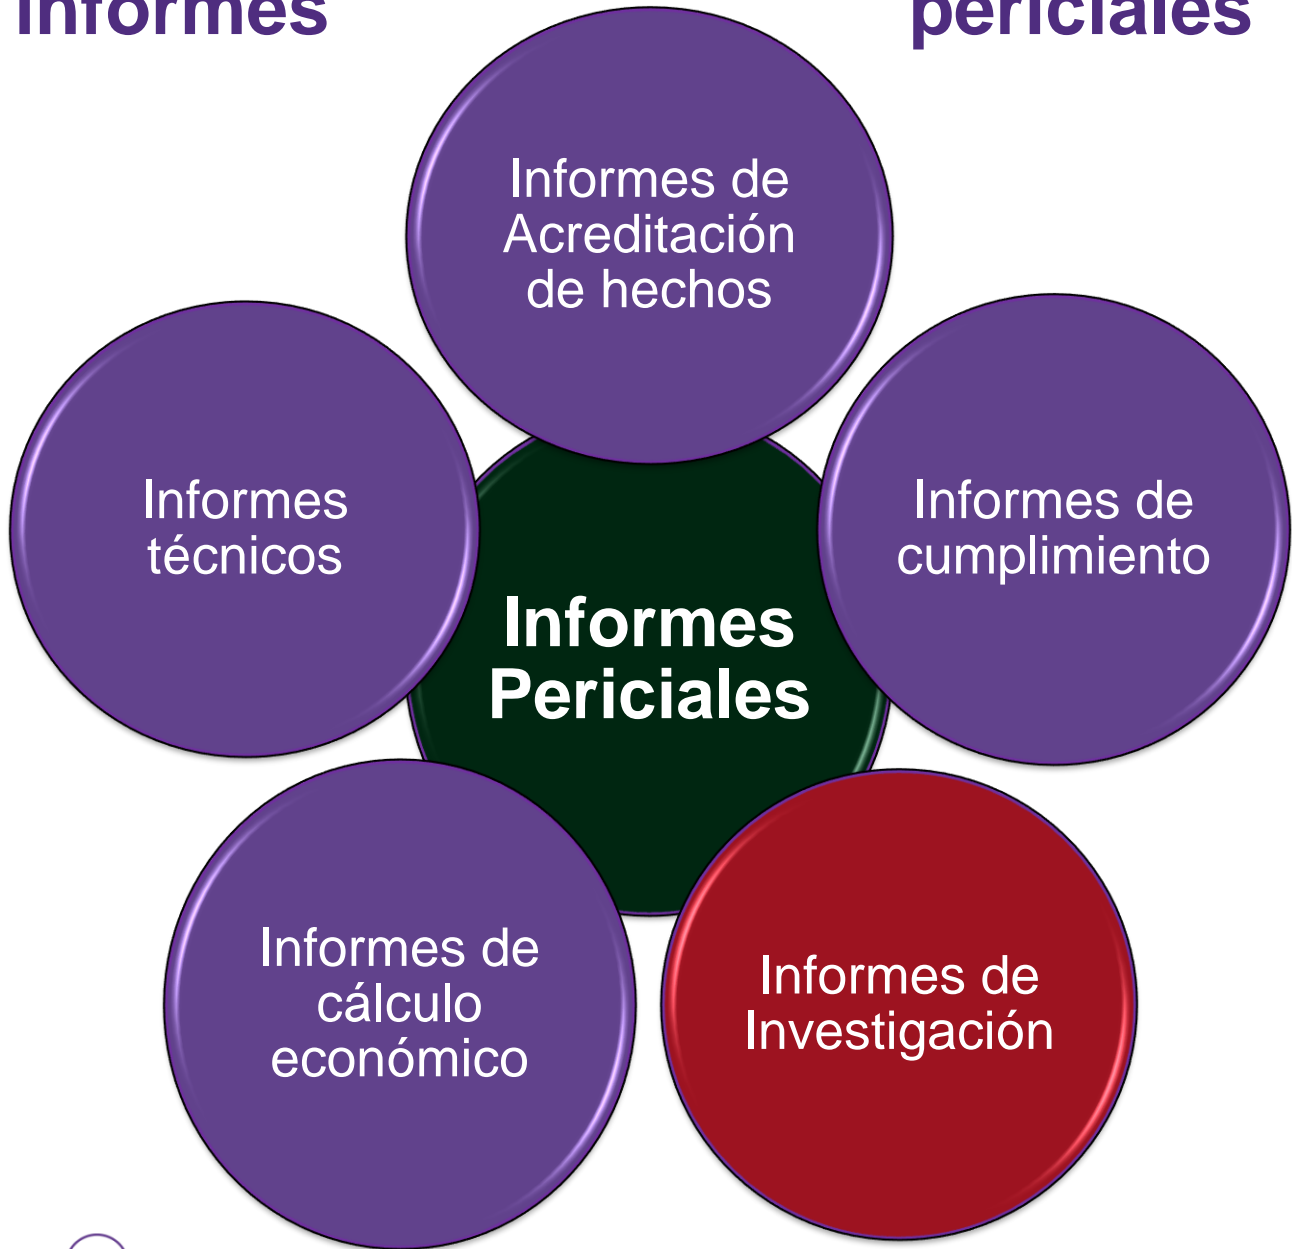 informes periciales
Informes de
Acreditación
de hechos
Informes
técnicos
Informes de
cumplimiento
Informes
Periciales
Informes de
cálculo
económico
Informes de
Investigación